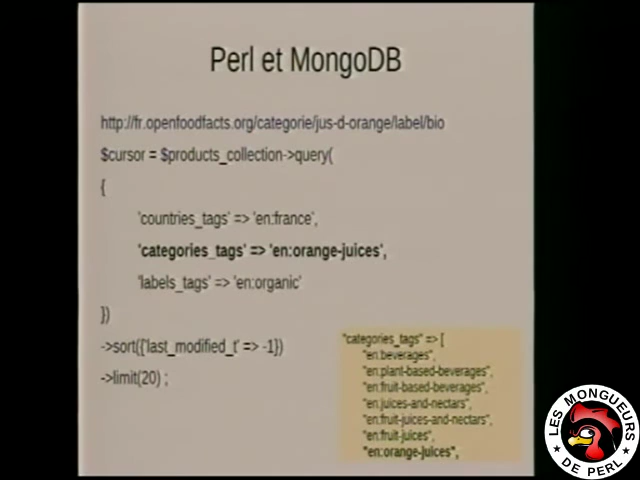 Perl et MongoDB
http://fr.openfoodfacts.org/categorie/jus-d-orange/label/bio
$cursor = $products_collection->query(
{
'countries_tags' => 'en:france',
'categories_tags' => 'en:orange-juices',
'labels_tags' => 'en:organic'
})
->sort({'last_modified_t' => -1})
->limit(20) ;
"categories_tags" => [
"en:beverages",
"en:plant-based-beverages",
"en:fruit-based-beverages",
"en:juices-and-nectars",
"en:fruit-juices-and-nectars",
"en:fruit-juices",
"en:orange-juices",
LES MONGUEURS
DE PERL